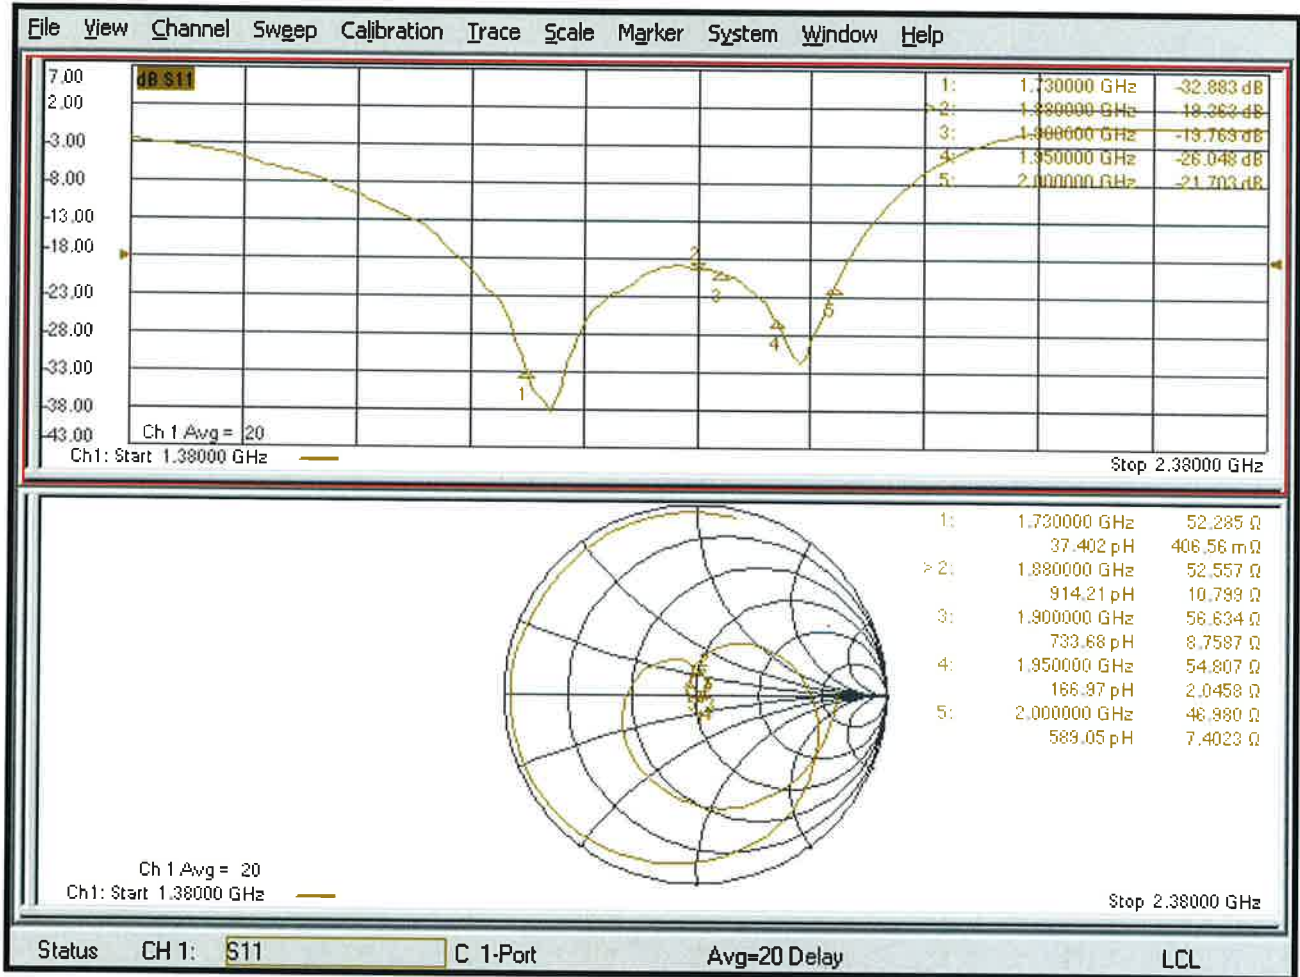 File View Channel Sweep Calibration Trace Scale Marker System Window Help
7.00
dB S11
2.00
-3.00
-8.00
-13.00
-18.00
-23.00
-28.00
-33.00
-38.00
-43.00
1: 1.730000 GHz -32.883 dB
>2: 1.880000 GHz -19.363 dB
3: 1.900000 GHz -19.769 dB
4: 1.950000 GHz -26.048 dB
5: 2.000000 GHz -21.703 dB
2
3
1
4
5
Ch 1 Avg = 20
Ch1: Start 1.38000 GHz
Stop 2.38000 GHz
1: 1.730000 GHz 52.285 Ω
37.402 pH 406.56 mΩ
>2: 1.880000 GHz 52.557 Ω
914.21 pH 10.799 Ω
3: 1.900000 GHz 56.634 Ω
733.68 pH 8.7587 Ω
4: 1.950000 GHz 54.807 Ω
166.97 pH 2.0458 Ω
5: 2.000000 GHz 46.980 Ω
589.05 pH 7.4023 Ω
Ch 1 Avg = 20
Ch1: Start 1.38000 GHz
Stop 2.38000 GHz
Status CH 1: S11 C 1-Port Avg=20 Delay LCL